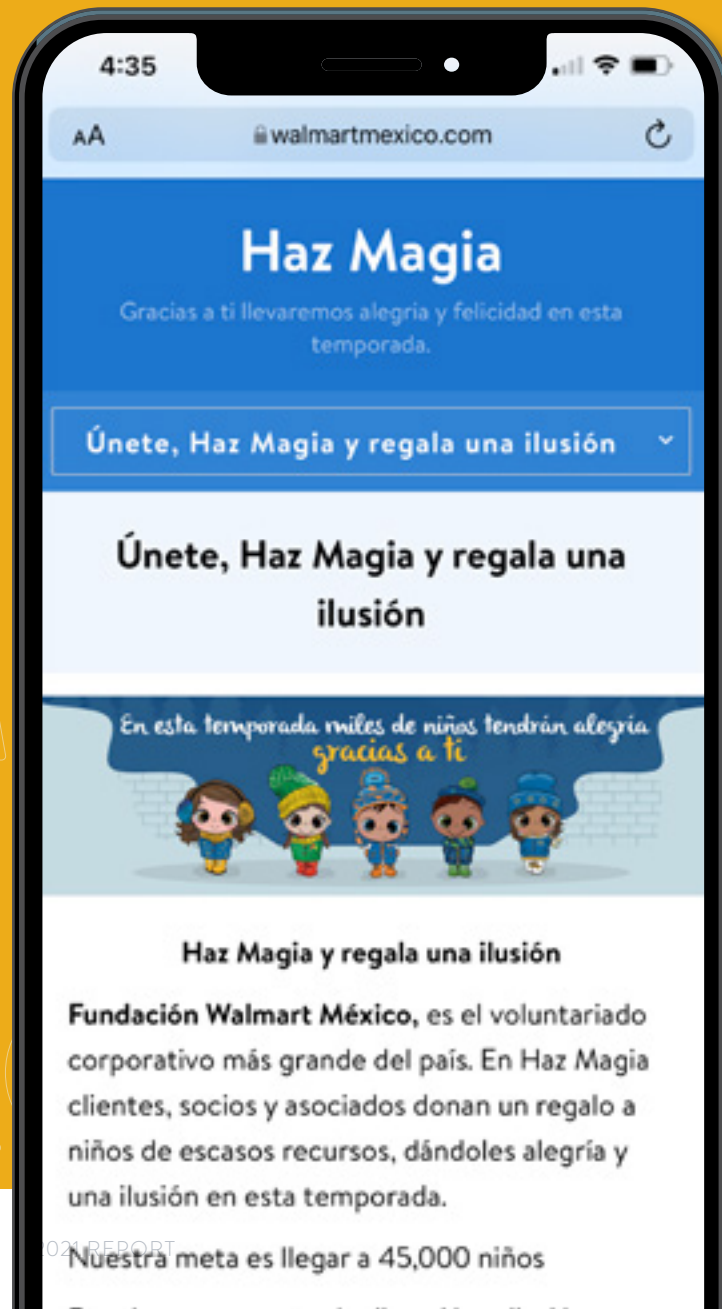 4:35
AA
walmartmexico.com
Haz Magia
Gracias a ti llevaremos alegria y felicidad en esta
temporada.
Únete, Haz Magia y regala una ilusión
Únete, Haz Magia y regala una
ilusión
En esta temporada miles de niños tendrán alegría
gracias a ti
Haz Magia y regala una ilusión
Fundación Walmart México, es el voluntariado
corporativo más grande del país. En Haz Magia
clientes, socios y asociados donan un regalo a
niños de escasos recursos, dándoles alegría y
una ilusión en esta temporada.
2021 REPORT
Nuestra meta es llegar a 45,000 niños